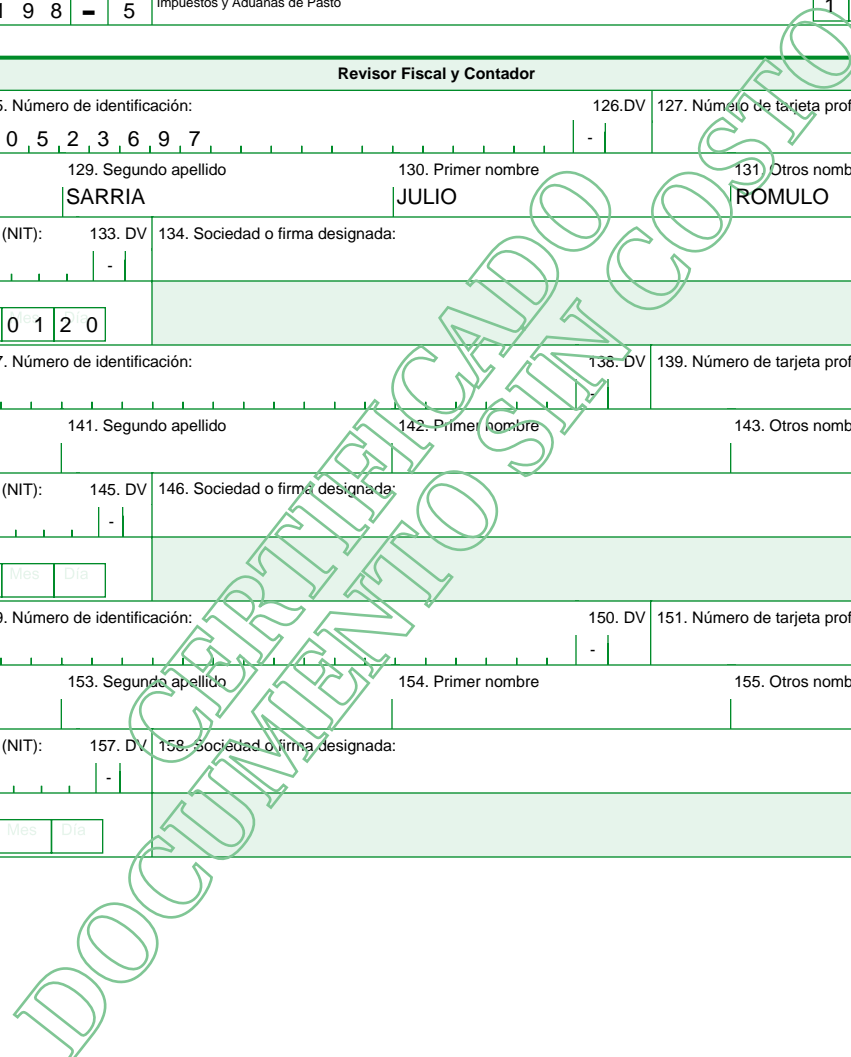 1 9 8 - 5 Impuestos y Aduanas de Pasto 1
Revisor Fiscal y Contador
5. Número de identificación: 126.DV 127. Número de tarjeta prof
0 5 2 3 6 9 7 -
129. Segundo apellido 130. Primer nombre 131. Otros nomb
SARRIA JULIO ROMULO
(NIT): 133. DV 134. Sociedad o firma designada:
-
Mes Día
0 1 2 0
7. Número de identificación: 138. DV 139. Número de tarjeta prof
-
141. Segundo apellido 142. Primer nombre 143. Otros nomb
(NIT): 145. DV 146. Sociedad o firma designada:
-
Mes Día
9. Número de identificación: 150. DV 151. Número de tarjeta prof
-
153. Segundo apellido 154. Primer nombre 155. Otros nomb
(NIT): 157. DV 158. Sociedad o firma designada:
-
Mes Día
CERTIFICADO
DOCUMENTO SIN COSTO